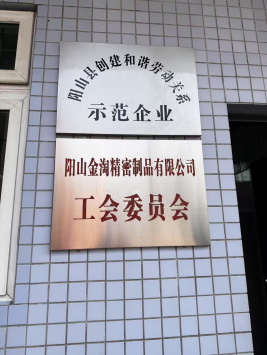 阳山县创建和谐劳动关系
示范企业
阳山金淘精密制品有限公司
工会委员会